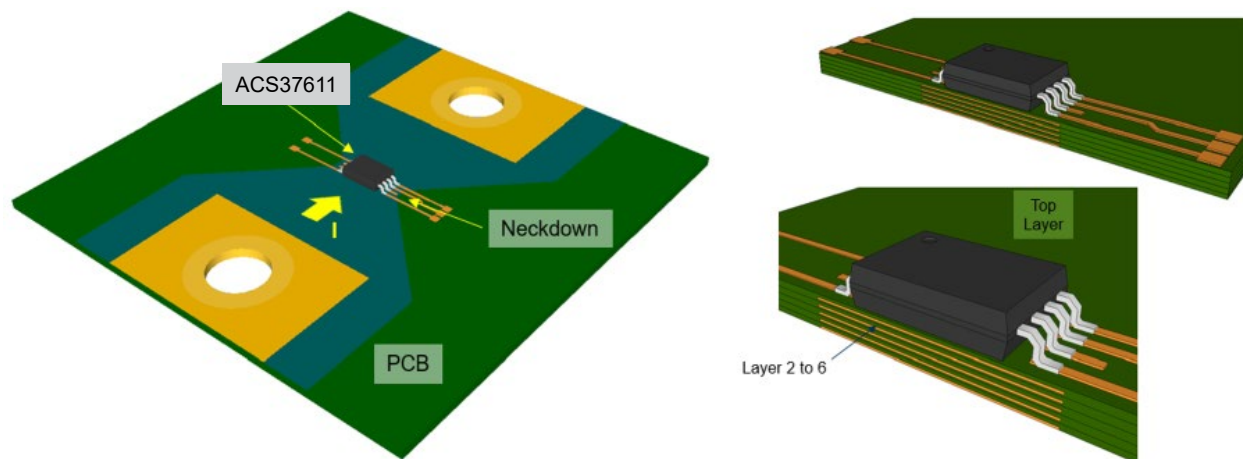 ACS37611
I
Neckdown
PCB
Top
Layer
Layer 2 to 6